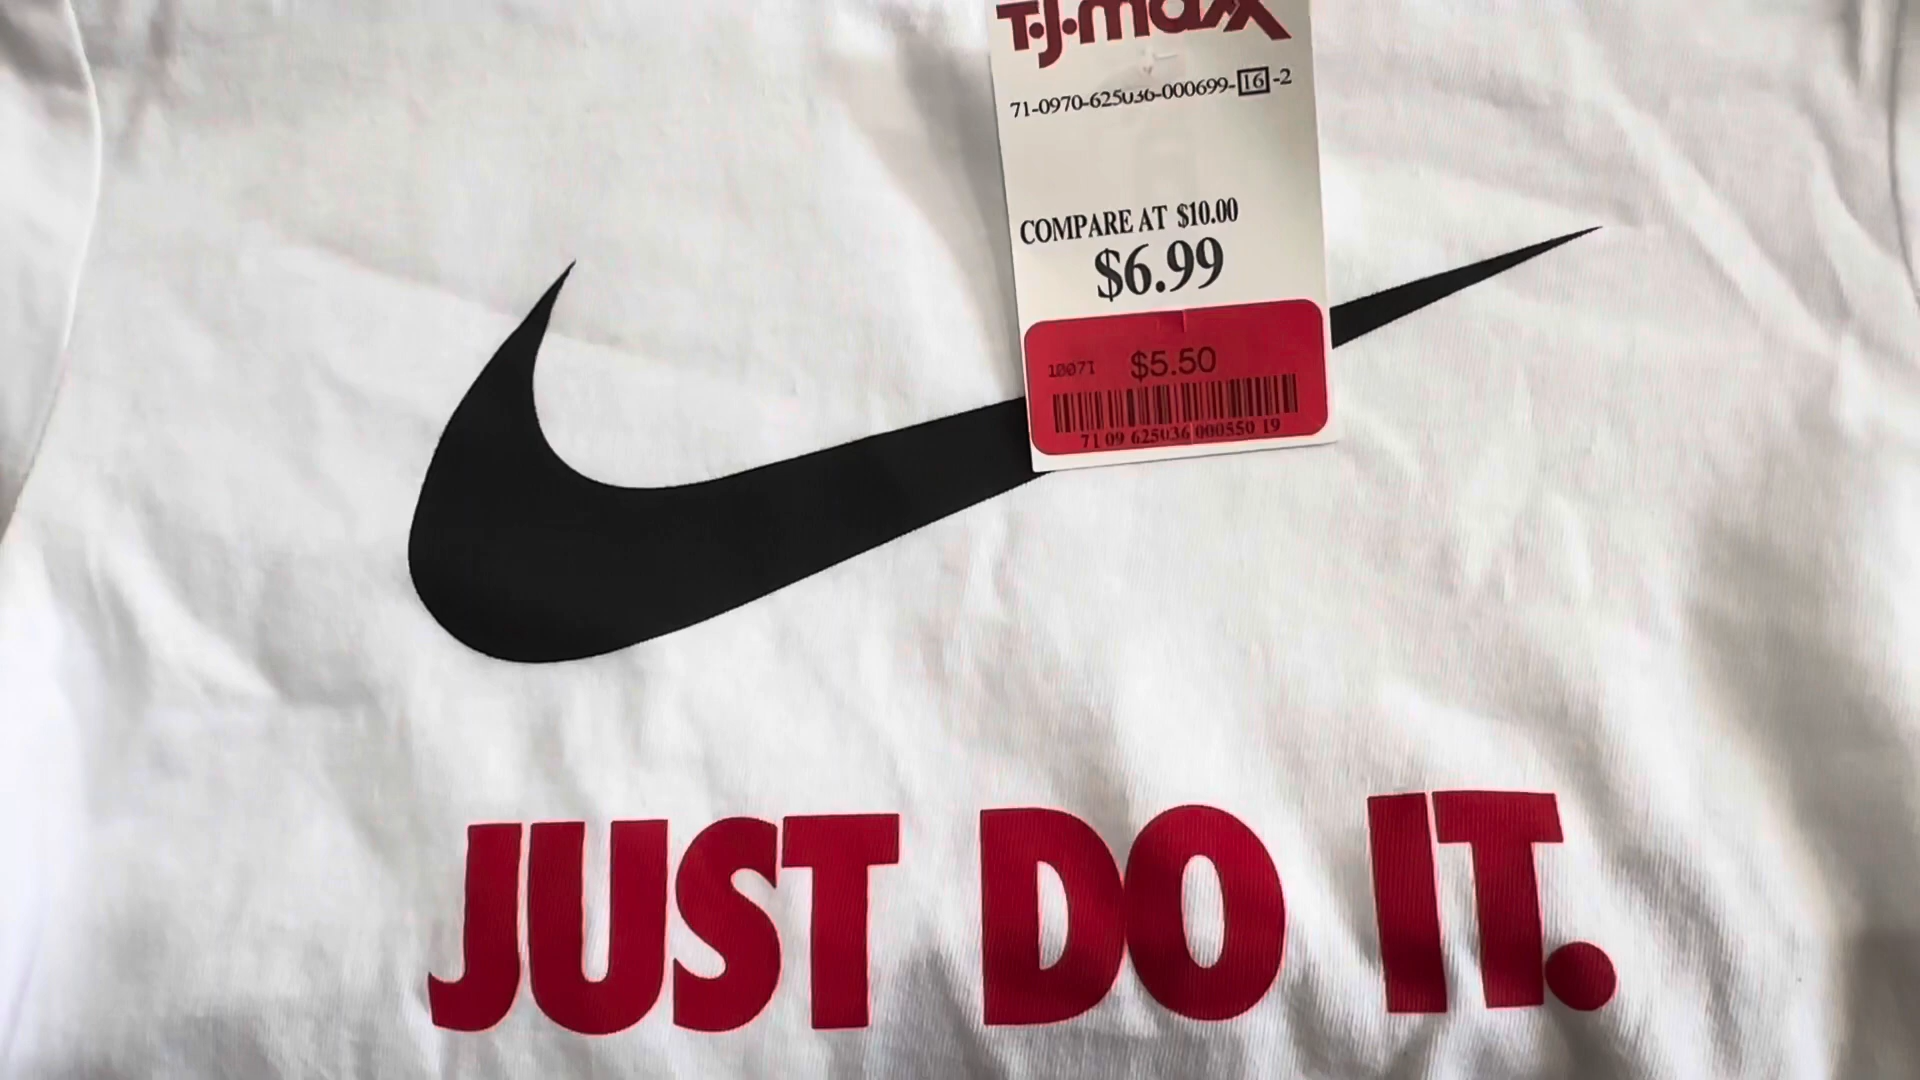 T·J·maxx
71-0970-625036-000699-16-2
COMPARE AT $10.00
$6.99
10071 $5.50
71 09 625036 000550 19
JUST DO IT.